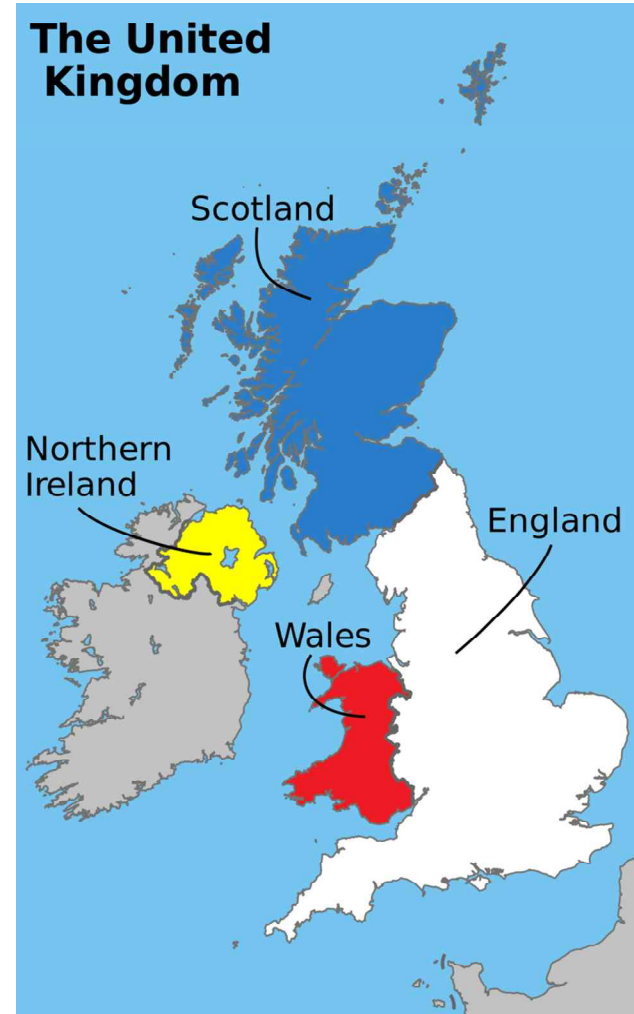 The United
Kingdom
Scotland
Northern
Ireland
England
Wales